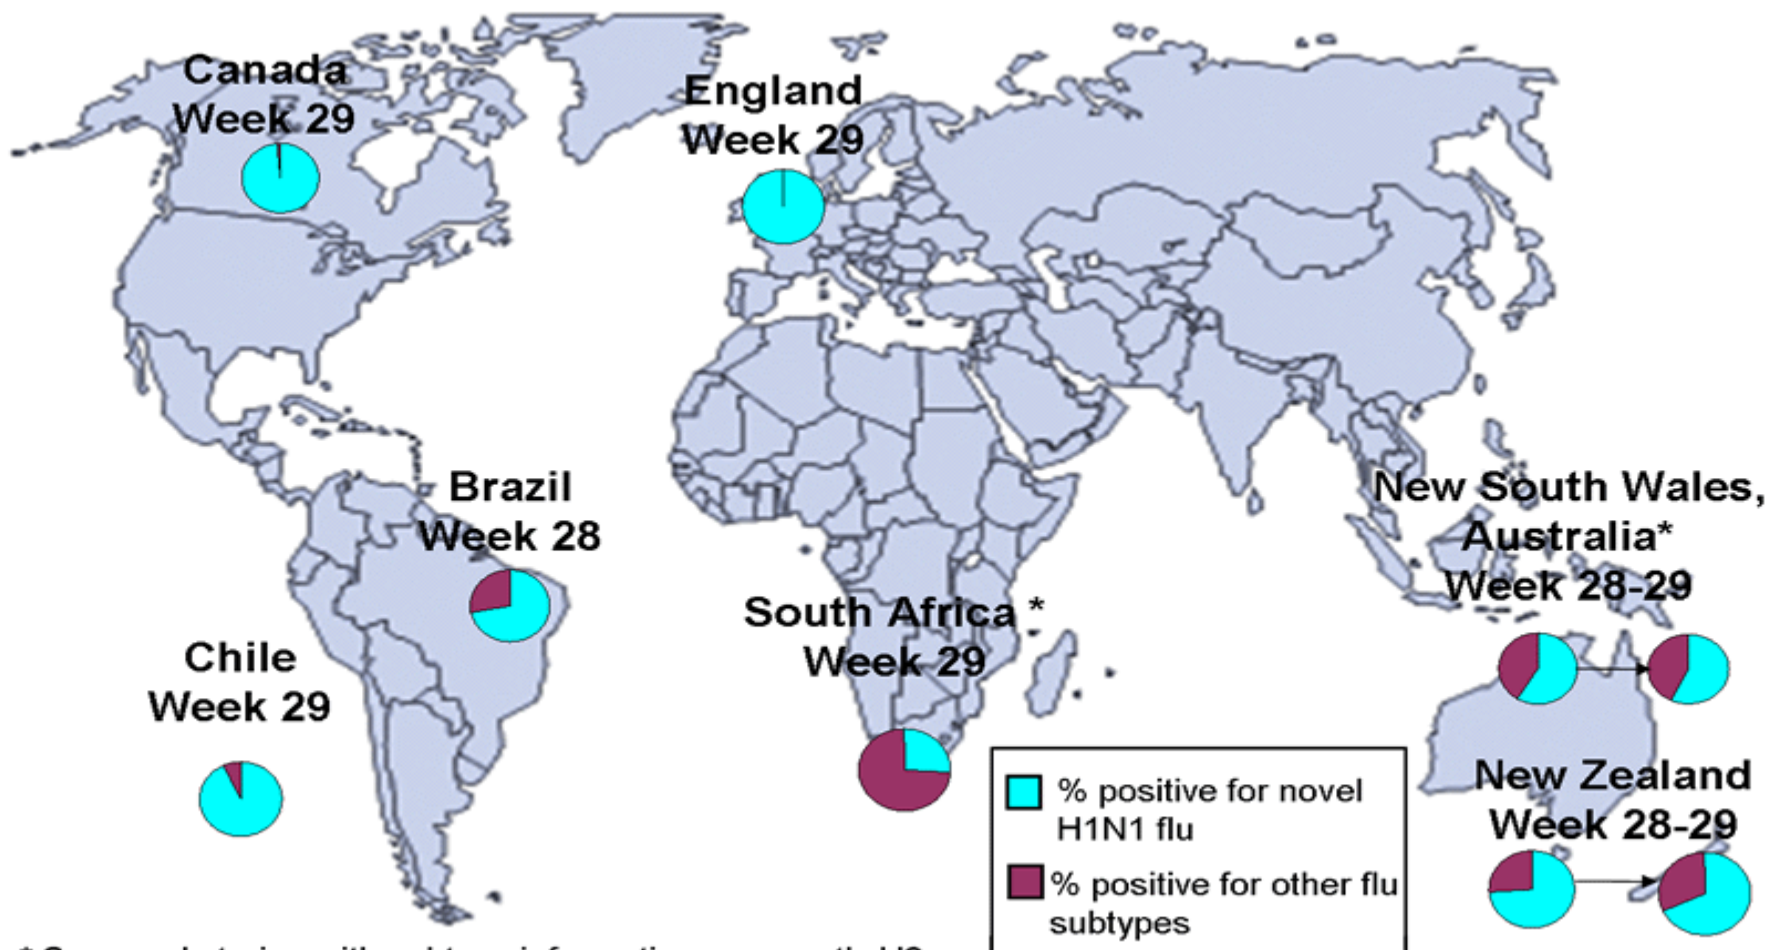 Canada
Week 29
England
Week 29
Brazil
Week 28
New South Wales,
Australia*
Week 28-29
South Africa *
Week 29
Chile
Week 29
New Zealand
Week 28-29
% positive for novel
H1N1 flu
% positive for other flu
subtypes